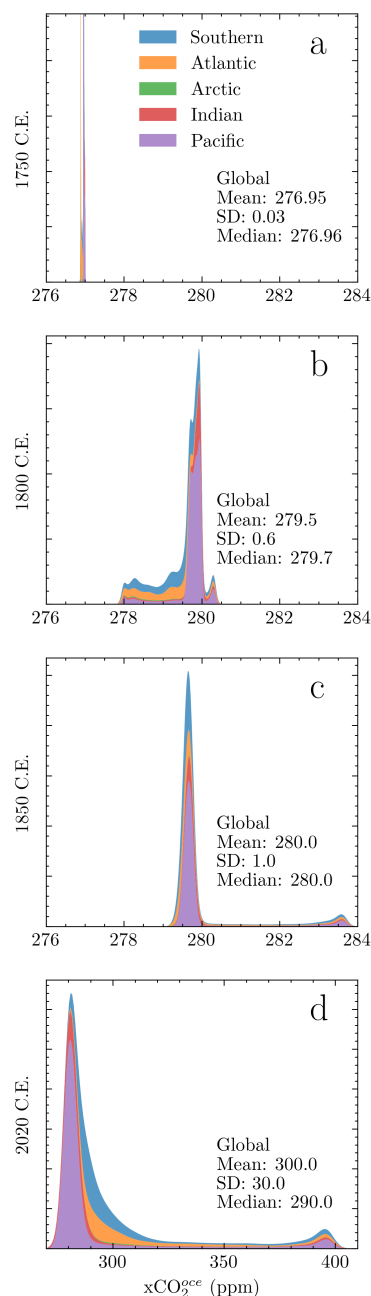 a
Southern
Atlantic
Arctic
Indian
Pacific
1750 C.E.
Global
Mean: 276.95
SD: 0.03
Median: 276.96
276 278 280 282 284
b
1800 C.E.
Global
Mean: 279.5
SD: 0.6
Median: 279.7
276 278 280 282 284
c
1850 C.E.
Global
Mean: 280.0
SD: 1.0
Median: 280.0
276 278 280 282 284
d
2020 C.E.
Global
Mean: 300.0
SD: 30.0
Median: 290.0
300 350 400
xCO₂ᵒᶜᵉ (ppm)